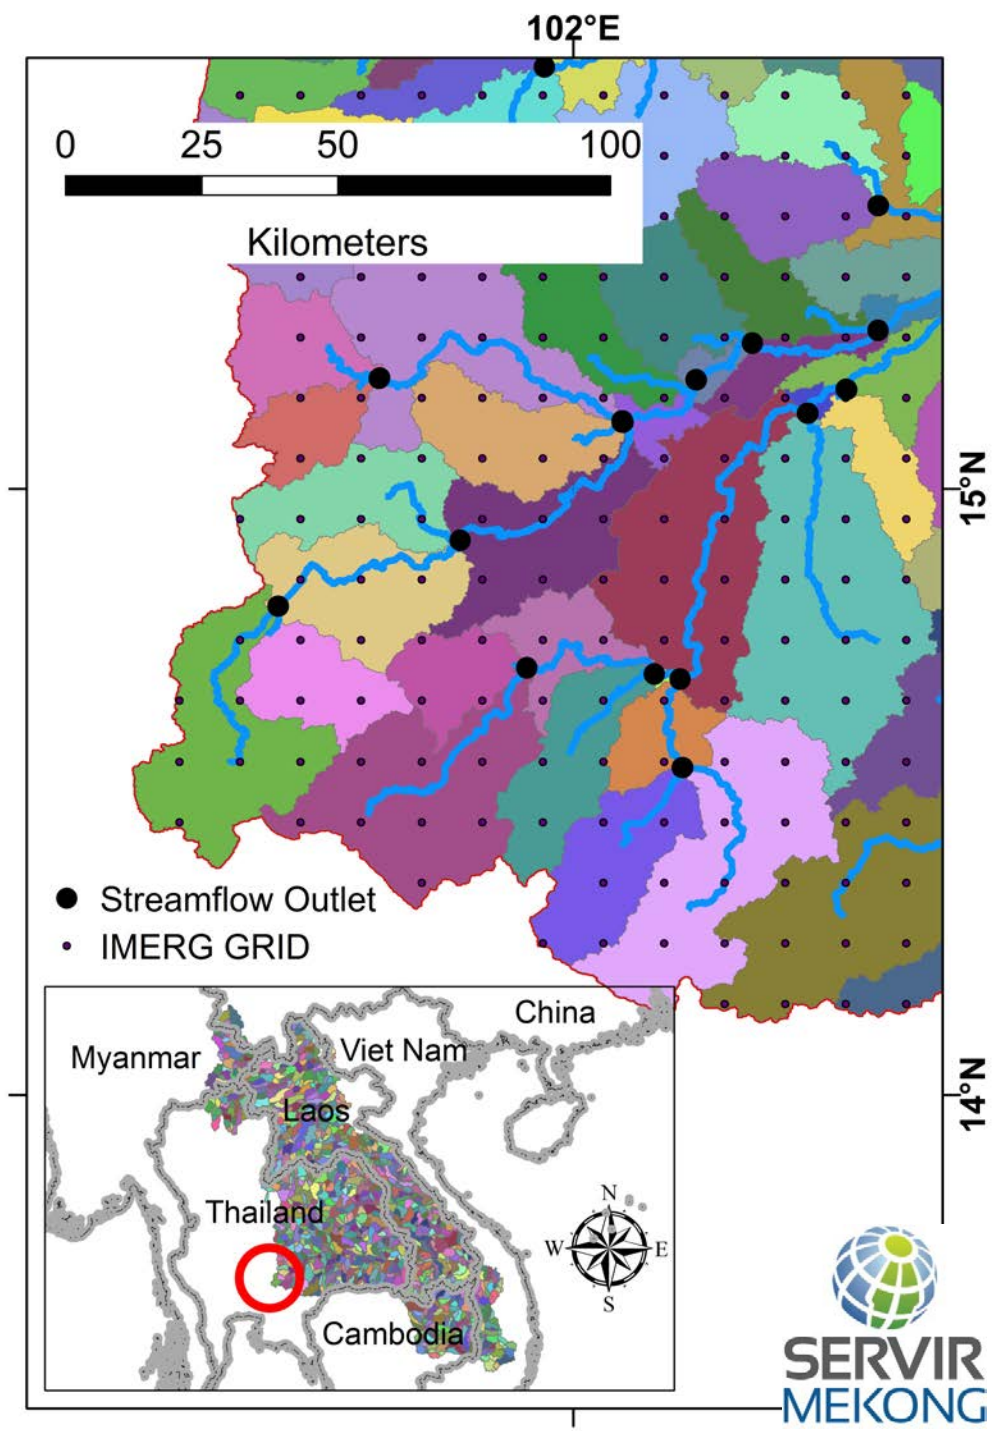 102°E
0 25 50 100
Kilometers
15°N
Streamflow Outlet
IMERG GRID
China
Myanmar
Viet Nam
Laos
14°N
Thailand
N
W E
S
Cambodia
SERVIR
MEKONG